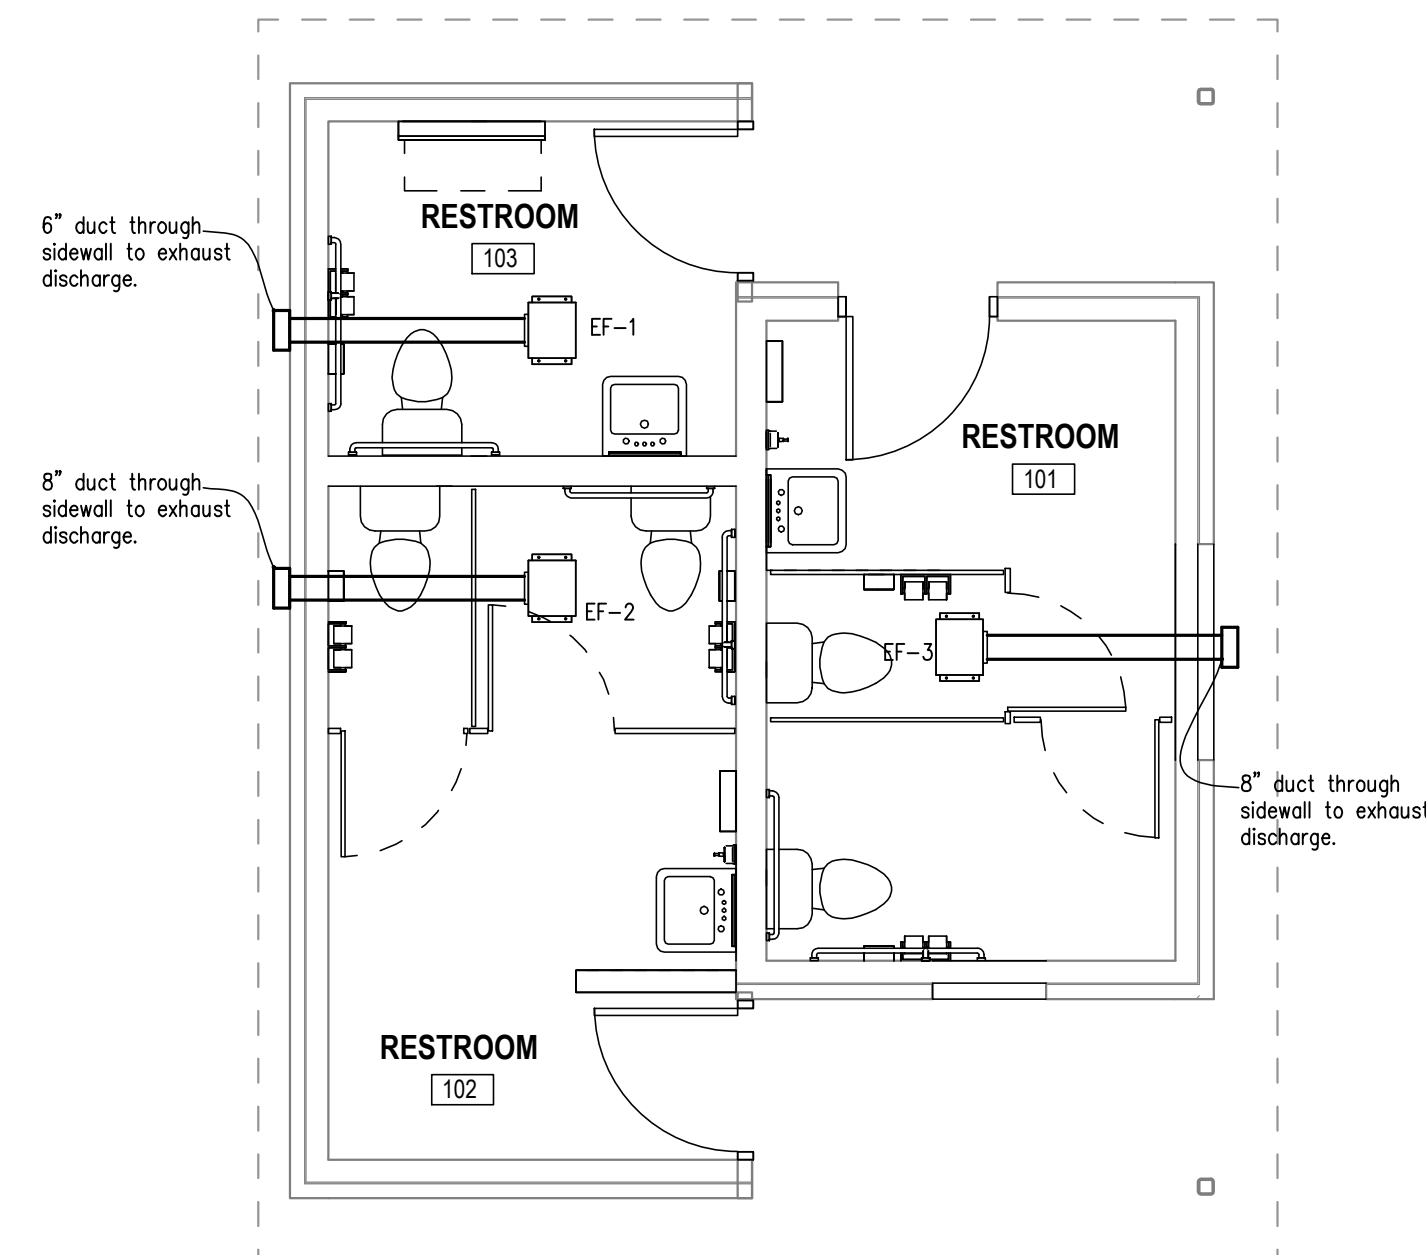 6” duct through
sidewall to exhaust
discharge.
RESTROOM
103
EF-1
8” duct through
sidewall to exhaust
discharge.
EF-2
RESTROOM
101
EF-3
8” duct through
sidewall to exhaust
discharge.
RESTROOM
102